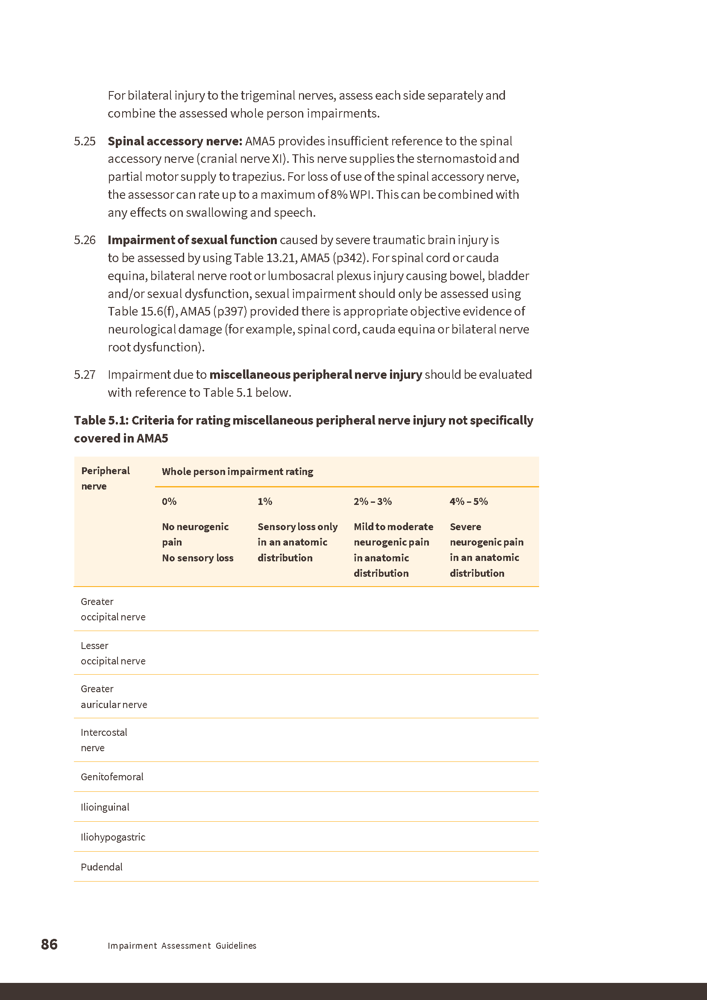 For bilateral injury to the trigeminal nerves, assess each side separately and
combine the assessed whole person impairments.
5.25 Spinal accessory nerve: AMA5 provides insufficient reference to the spinal
accessory nerve (cranial nerve XI). This nerve supplies the sternomastoid and
partial motor supply to trapezius. For loss of use of the spinal accessory nerve,
the assessor can rate up to a maximum of 8% WPI. This can be combined with
any effects on swallowing and speech.
5.26 Impairment of sexual function caused by severe traumatic brain injury is
to be assessed by using Table 13.21, AMA5 (p342). For spinal cord or cauda
equina, bilateral nerve root or lumbosacral plexus injury causing bowel, bladder
and/or sexual dysfunction, sexual impairment should only be assessed using
Table 15.6(f), AMA5 (p397) provided there is appropriate objective evidence of
neurological damage (for example, spinal cord, cauda equina or bilateral nerve
root dysfunction).
5.27 Impairment due to miscellaneous peripheral nerve injury should be evaluated
with reference to Table 5.1 below.
Table 5.1: Criteria for rating miscellaneous peripheral nerve injury not specifically
covered in AMA5
Peripheral
nerve
Whole person impairment rating
0%
No neurogenic
pain
No sensory loss
1%
Sensory loss only
in an anatomic
distribution
2% – 3%
Mild to moderate
neurogenic pain
in anatomic
distribution
4% – 5%
Severe
neurogenic pain
in an anatomic
distribution
Greater
occipital nerve
Lesser
occipital nerve
Greater
auricular nerve
Intercostal
nerve
Genitofemoral
Ilioinguinal
Iliohypogastric
Pudendal
86 Impairment Assessment Guidelines